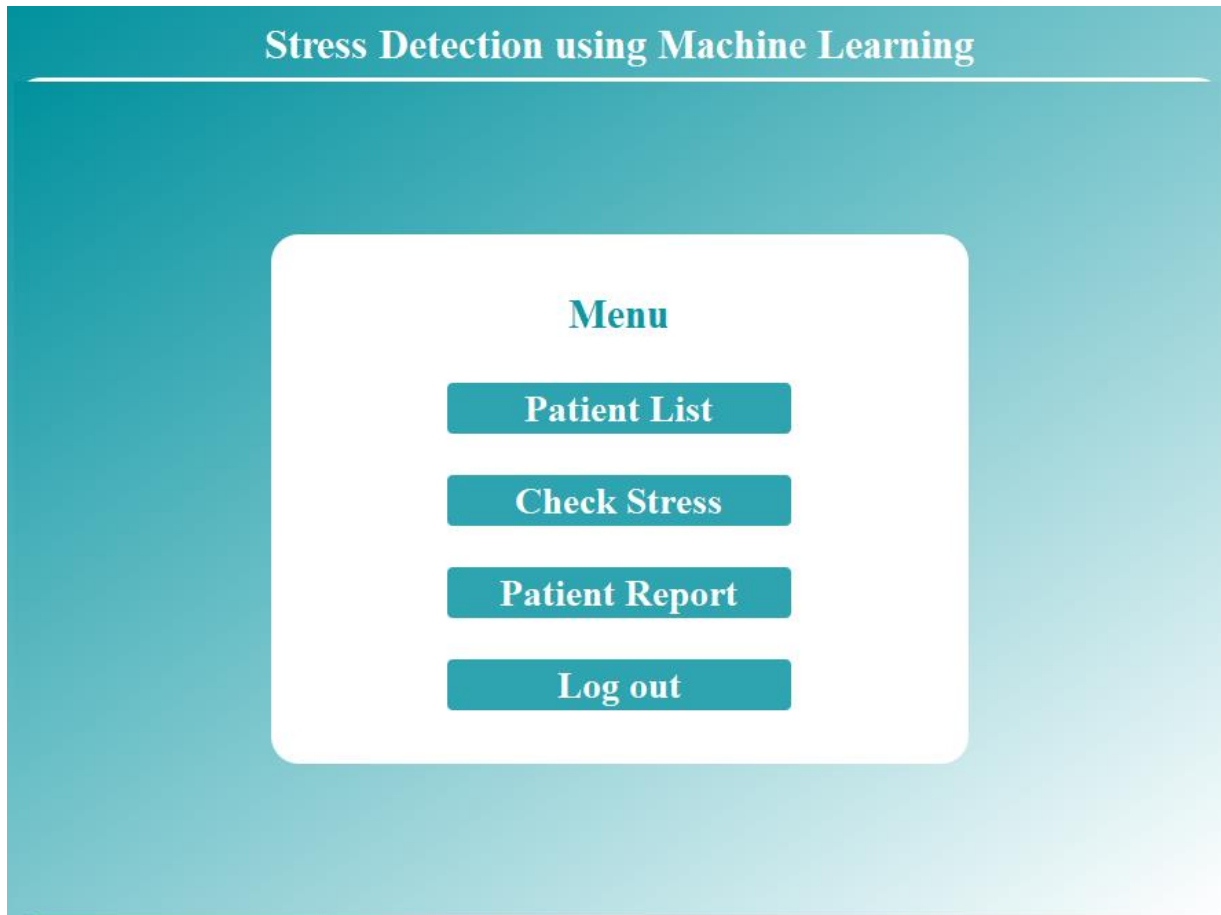 Stress Detection using Machine Learning
Menu
Patient List
Check Stress
Patient Report
Log out